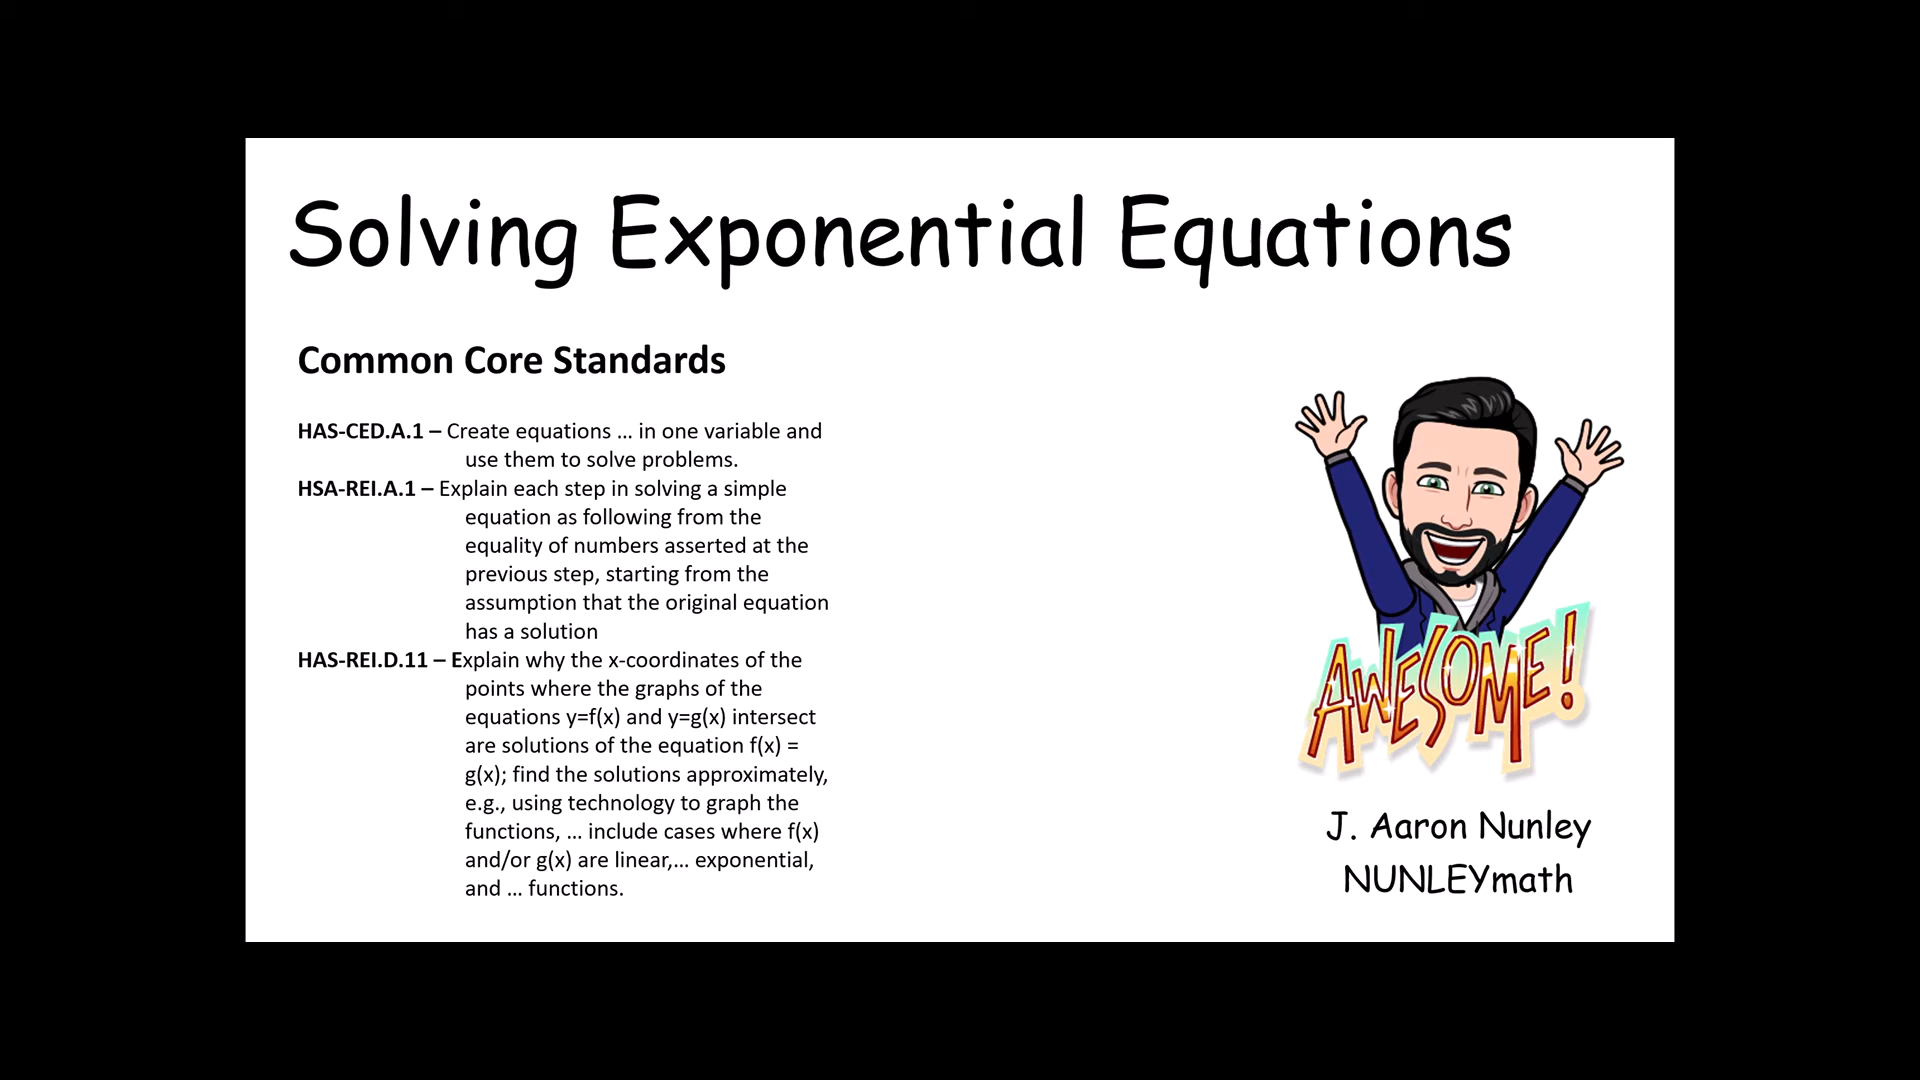 Solving Exponential Equations
Common Core Standards
HAS-CED.A.1 – Create equations … in one variable and
use them to solve problems.
HSA-REI.A.1 – Explain each step in solving a simple
equation as following from the
equality of numbers asserted at the
previous step, starting from the
assumption that the original equation
has a solution
HAS-REI.D.11 – Explain why the x-coordinates of the
points where the graphs of the
equations y=f(x) and y=g(x) intersect
are solutions of the equation f(x) =
g(x); find the solutions approximately,
e.g., using technology to graph the
functions, … include cases where f(x)
and/or g(x) are linear,… exponential,
and … functions.
AWESOME!
J. Aaron Nunley
NUNLEYmath